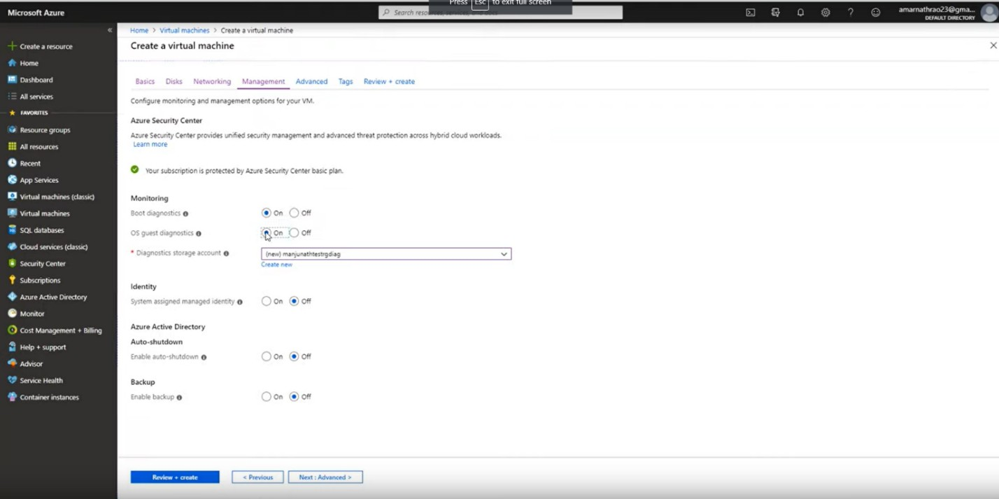 Press Esc to exit full screen
Microsoft Azure
Search resources, services, and docs
amarnathrao23@gma...
DEFAULT DIRECTORY
Create a resource
Home
Dashboard
All services
FAVORITES
Resource groups
All resources
Recent
App Services
Virtual machines (classic)
Virtual machines
SQL databases
Cloud services (classic)
Security Center
Subscriptions
Azure Active Directory
Monitor
Cost Management + Billing
Help + support
Advisor
Service Health
Container instances
Home > Virtual machines > Create a virtual machine
Create a virtual machine
Basics Disks Networking Management Advanced Tags Review + create
Configure monitoring and management options for your VM.
Azure Security Center
Azure Security Center provides unified security management and advanced threat protection across hybrid cloud workloads.
Learn more
Your subscription is protected by Azure Security Center basic plan.
Monitoring
Boot diagnostics On Off
OS guest diagnostics On Off
* Diagnostics storage account (new) manjunathtestrgdiag
Create new
Identity
System assigned managed identity On Off
Azure Active Directory
Auto-shutdown
Enable auto-shutdown On Off
Backup
Enable backup On Off
Review + create < Previous Next : Advanced >